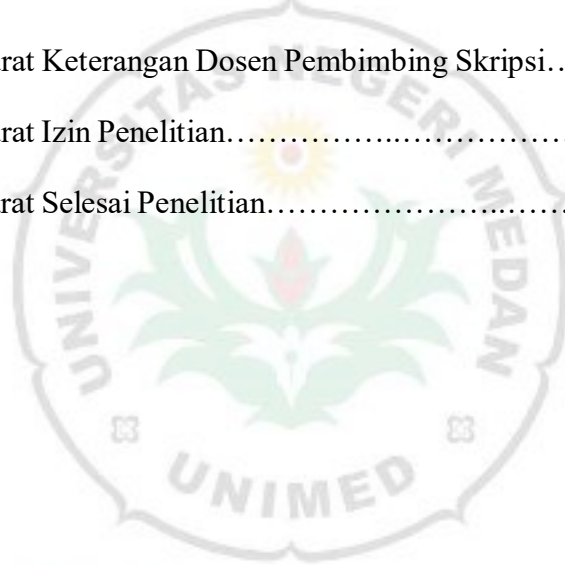 rat Keterangan Dosen Pembimbing Skripsi…
rat Izin Penelitian……………..………………
rat Selesai Penelitian…………………..……
UNIVERSITAS NEGERI MEDAN
UNIMED